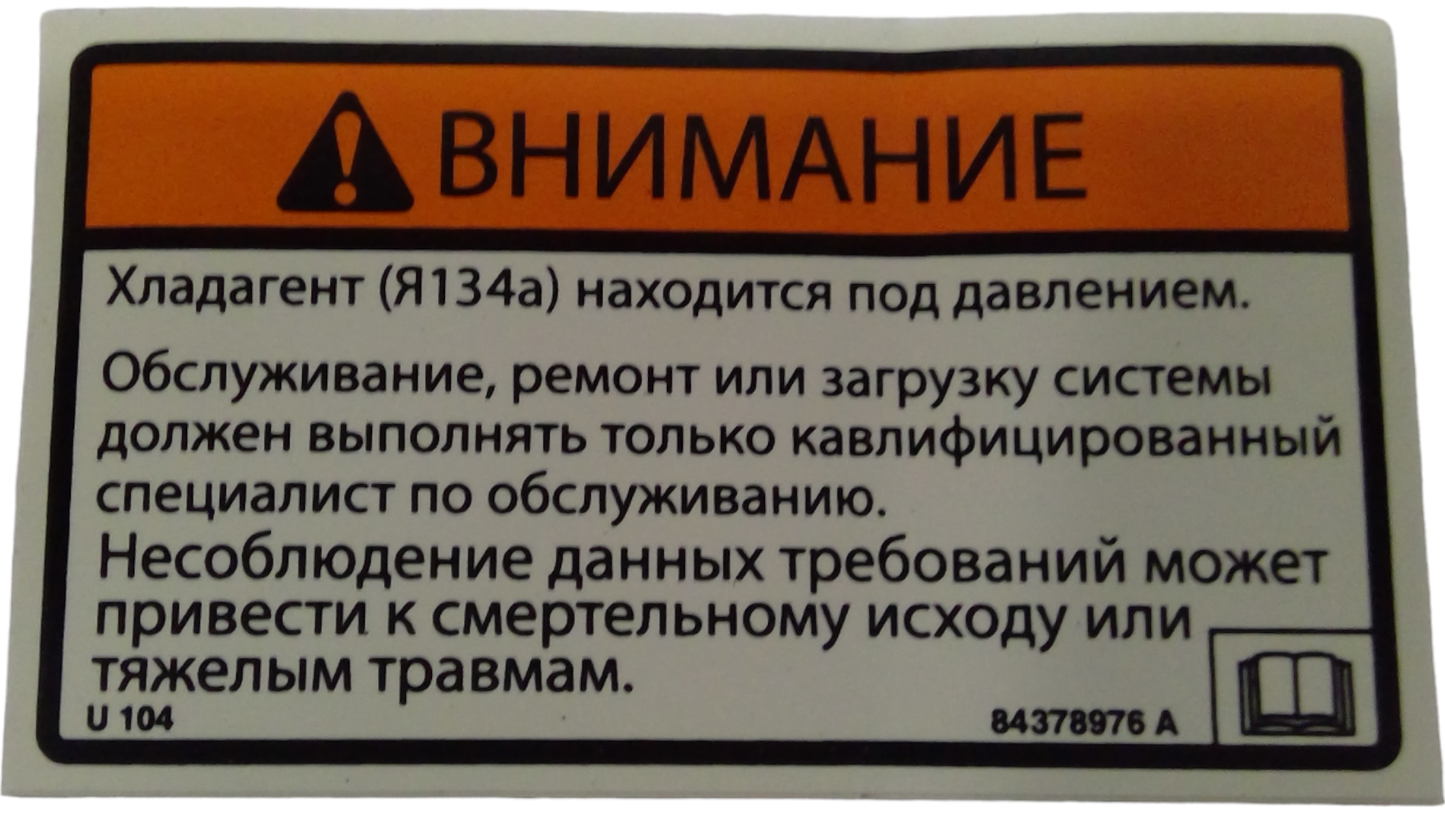 ВНИМАНИЕ
Хладагент (Я134а) находится под давлением.
Обслуживание, ремонт или загрузку системы
должен выполнять только кавлифицированный
специалист по обслуживанию.
Несоблюдение данных требований может
привести к смертельному исходу или
тяжелым травмам.
U 104
84378976 A